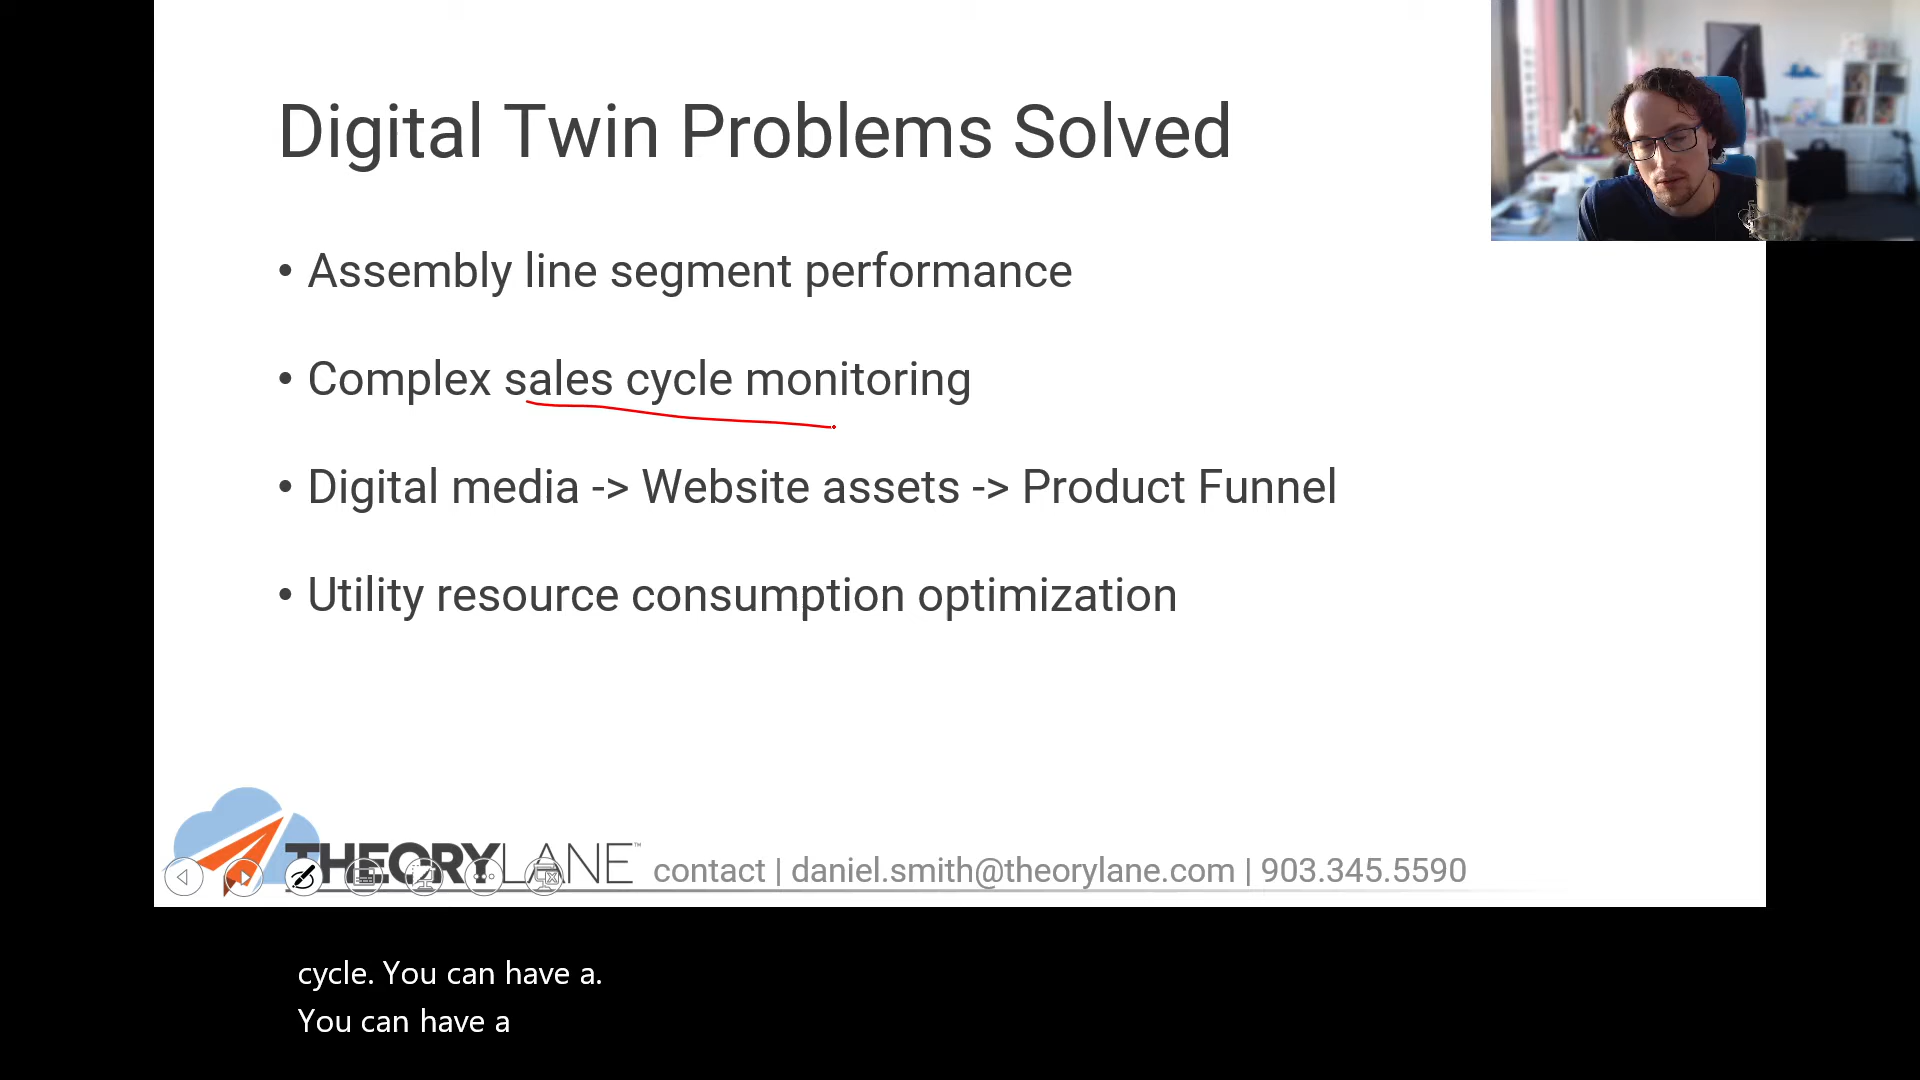 Digital Twin Problems Solved
• Assembly line segment performance
• Complex sales cycle monitoring
• Digital media -> Website assets -> Product Funnel
• Utility resource consumption optimization
THEORYLANE™ contact | daniel.smith@theorylane.com | 903.345.5590
cycle. You can have a.
You can have a